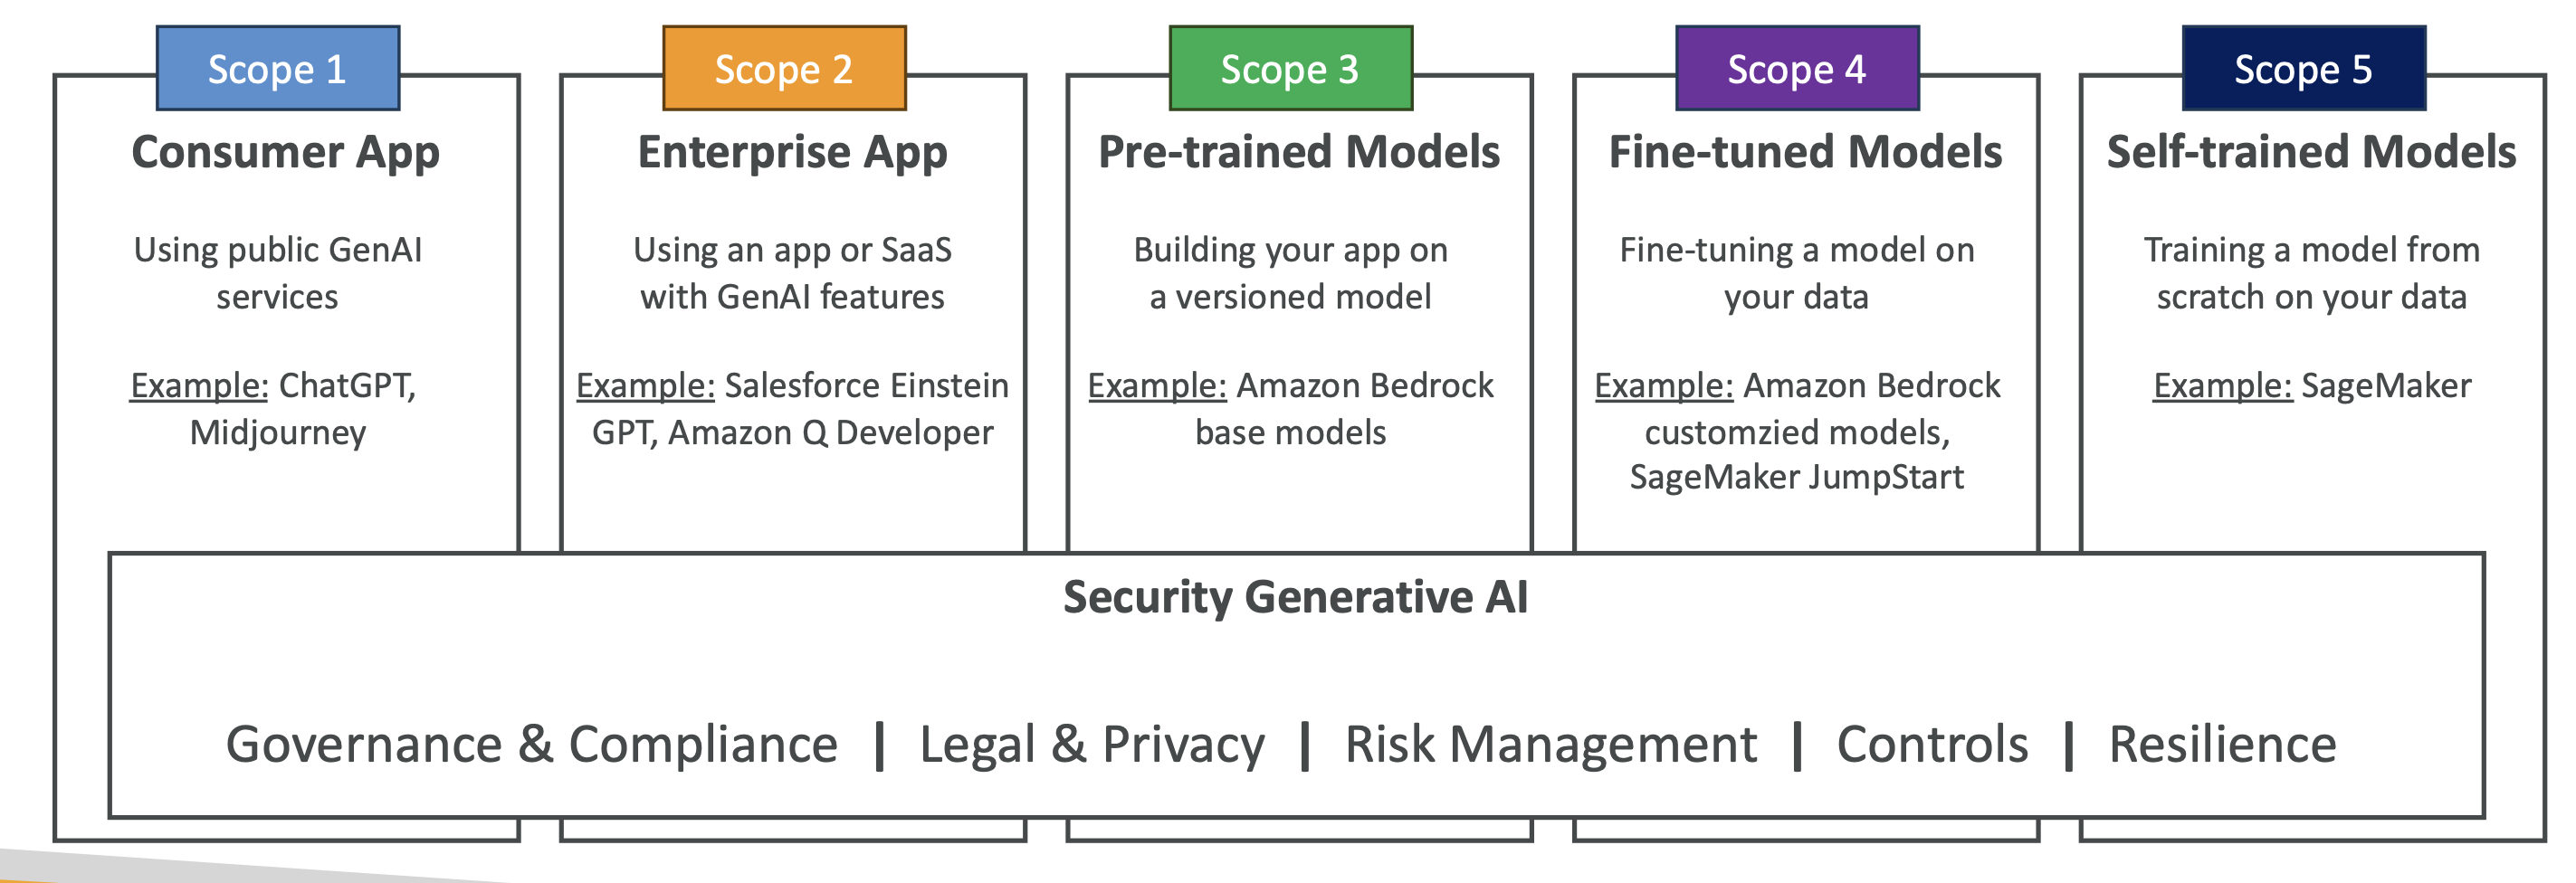 Scope 1
Consumer App
Using public GenAI
services
Example: ChatGPT,
Midjourney
Scope 2
Enterprise App
Using an app or SaaS
with GenAI features
Example: Salesforce Einstein
GPT, Amazon Q Developer
Scope 3
Pre-trained Models
Building your app on
a versioned model
Example: Amazon Bedrock
base models
Scope 4
Fine-tuned Models
Fine-tuning a model on
your data
Example: Amazon Bedrock
customzied models,
SageMaker JumpStart
Scope 5
Self-trained Models
Training a model from
scratch on your data
Example: SageMaker
Security Generative AI
Governance & Compliance | Legal & Privacy | Risk Management | Controls | Resilience